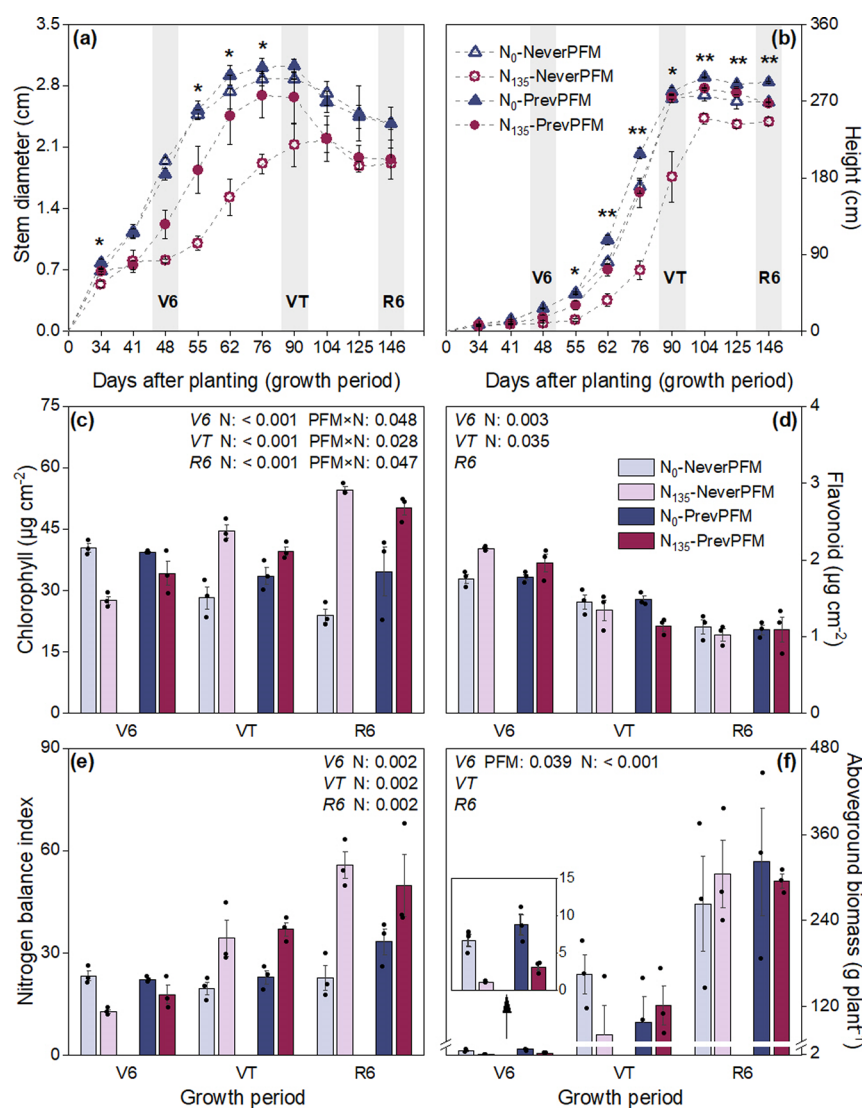 (a)
Stem diameter (cm)
3.5
2.8
2.1
1.4
0.7
0.0
* * * * *
V6 VT R6
0 34 41 48 55 62 76 90 104 125 146
Days after planting (growth period)
(b)
N₀-NeverPFM
N₁₃₅-NeverPFM
N₀-PrevPFM
N₁₃₅-PrevPFM
Height (cm)
360
270
180
90
0
* ** ** * ** ** **
V6 VT R6
0 34 41 48 55 62 76 90 104 125 146
Days after planting (growth period)
(c)
Chlorophyll (µg cm⁻²)
75
60
45
30
15
0
V6 N: < 0.001 PFM×N: 0.048
VT N: < 0.001 PFM×N: 0.028
R6 N: < 0.001 PFM×N: 0.047
V6 VT R6
(d)
V6 N: 0.003
VT N: 0.035
R6
N₀-NeverPFM
N₁₃₅-NeverPFM
N₀-PrevPFM
N₁₃₅-PrevPFM
Flavonoid (µg cm⁻²)
4
3
2
1
0
V6 VT R6
(e)
Nitrogen balance index
90
60
30
0
V6 N: 0.002
VT N: 0.002
R6 N: 0.002
V6 VT R6
Growth period
(f)
V6 PFM: 0.039 N: < 0.001
VT
R6
15
10
5
0
Aboveground biomass (g plant⁻¹)
480
360
240
120
2
V6 VT R6
Growth period